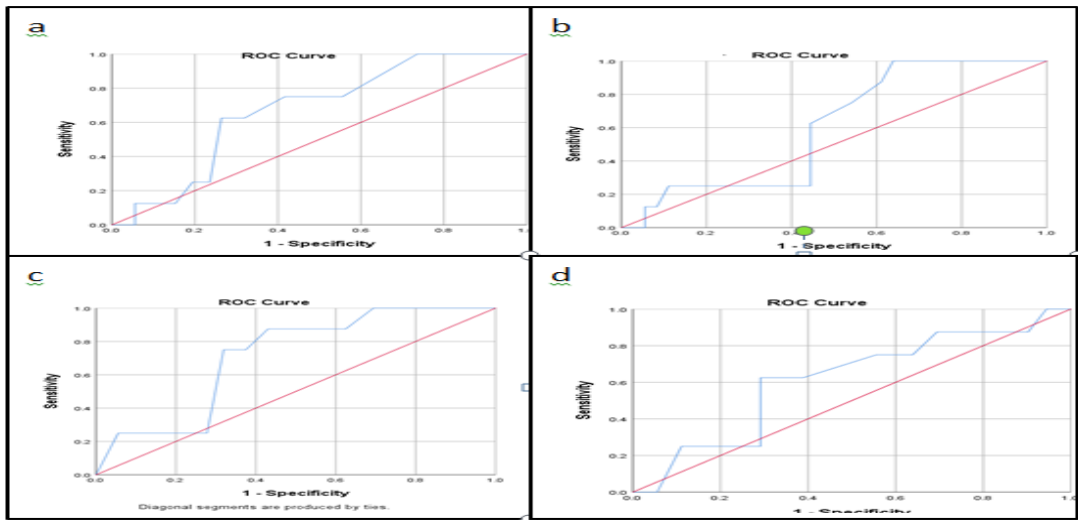 a
ROC Curve
1.0
0.8
0.6
0.4
0.2
0.0
Sensitivity
0.0 0.2 0.4 0.6 0.8 1.
1 - Specificity
b
ROC Curve
1.0
0.8
0.6
0.4
0.2
0.0
Sensitivity
0.0 0.2 0.4 0.6 0.8 1.0
1 - Specificity
c
ROC Curve
1.0
0.8
0.6
0.4
0.2
0.0
Sensitivity
0.0 0.2 0.4 0.6 0.8 1.0
1 - Specificity
Diagonal segments are produced by ties.
d
ROC Curve
1.0
0.8
0.6
0.4
0.2
0.0
Sensitivity
0.0 0.2 0.4 0.6 0.8 1.0
1 - Specificity